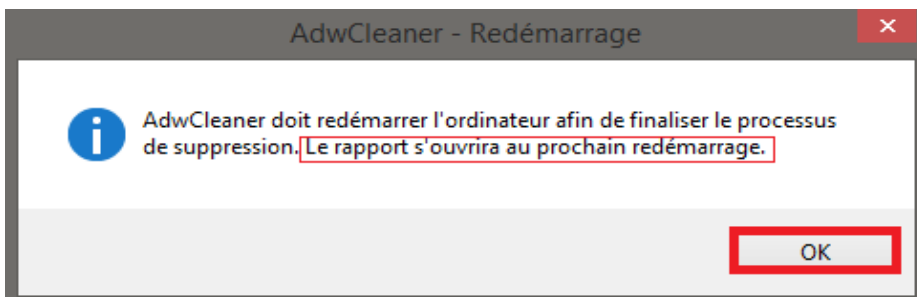 AdwCleaner - Redémarrage
AdwCleaner doit redémarrer l'ordinateur afin de finaliser le processus
de suppression. Le rapport s'ouvrira au prochain redémarrage.
OK